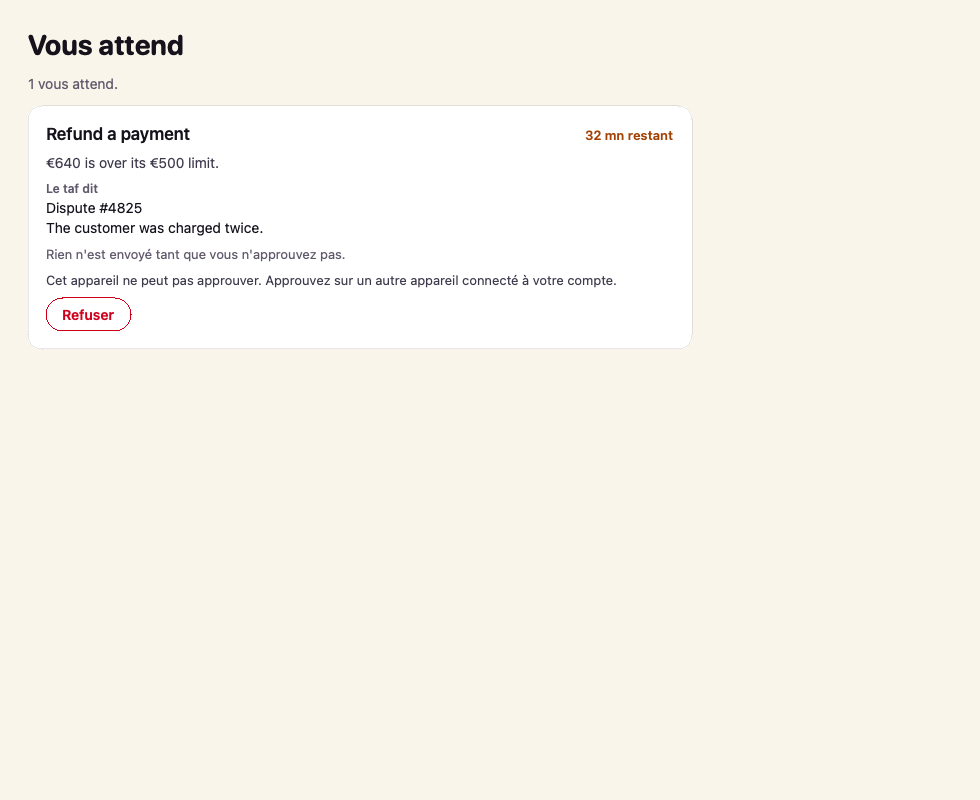 Vous attend
1 vous attend.
Refund a payment
32 mn restant
€640 is over its €500 limit.
Le taf dit
Dispute #4825
The customer was charged twice.
Rien n'est envoyé tant que vous n'approuvez pas.
Cet appareil ne peut pas approuver. Approuvez sur un autre appareil connecté à votre compte.
Refuser